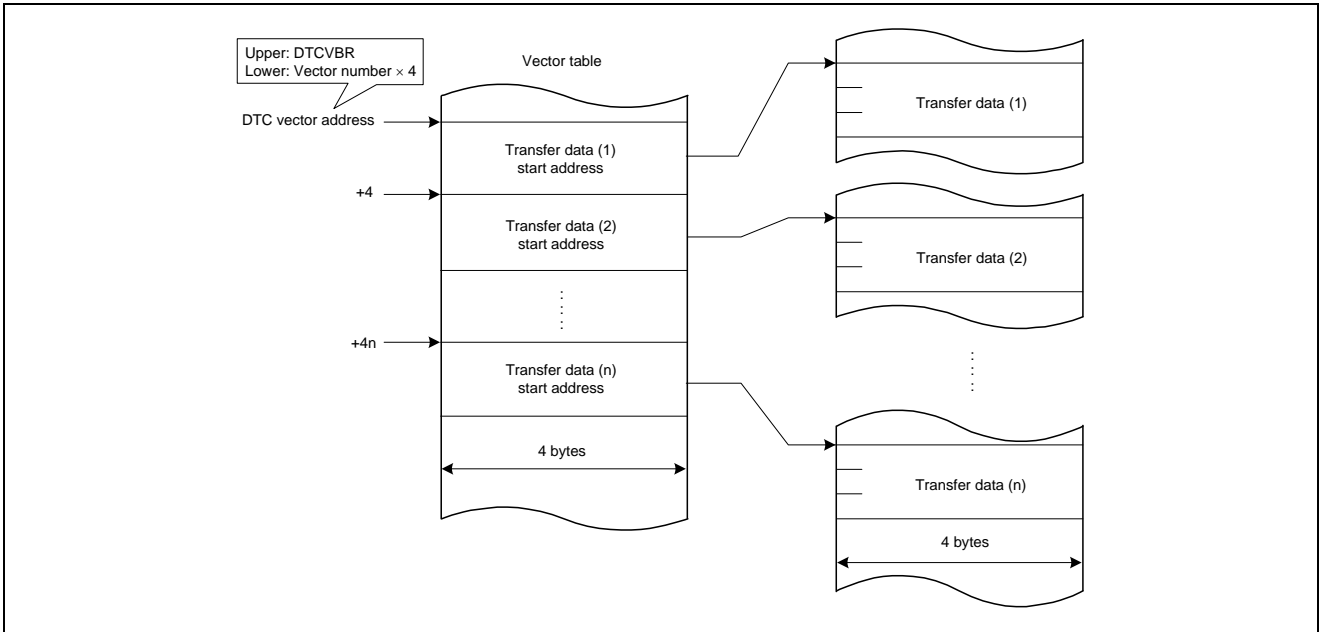 Upper: DTCVBR
Lower: Vector number × 4
Vector table
DTC vector address
Transfer data (1)
start address
Transfer data (1)
+4
Transfer data (2)
start address
Transfer data (2)
+4n
Transfer data (n)
start address
4 bytes
Transfer data (n)
4 bytes